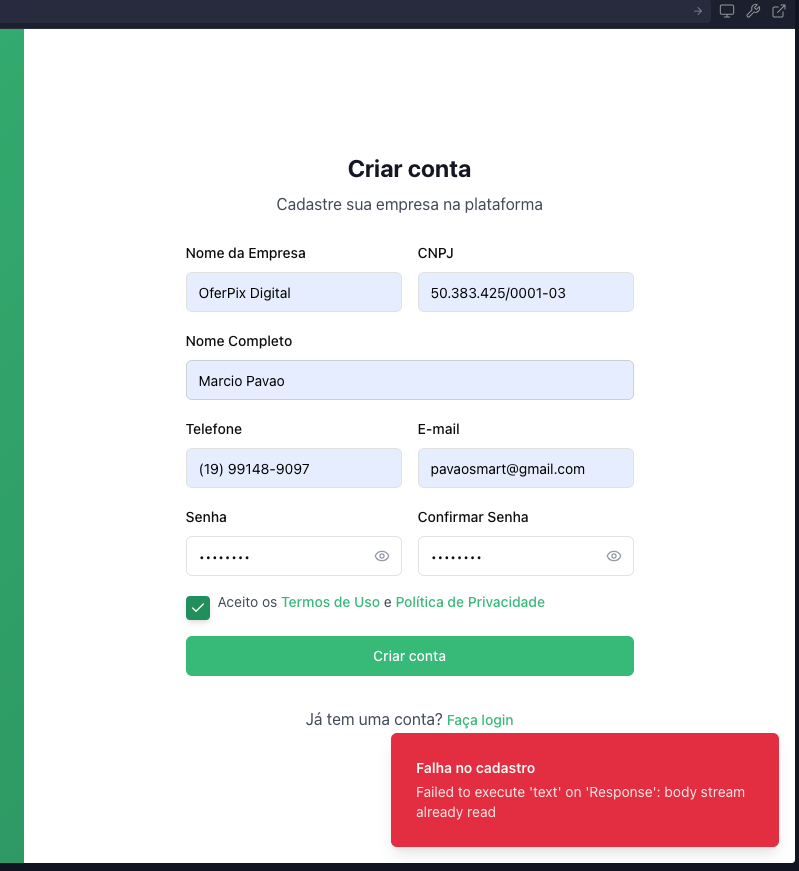 Criar conta
Cadastre sua empresa na plataforma
Nome da Empresa CNPJ
OferPix Digital 50.383.425/0001-03
Nome Completo
Marcio Pavao
Telefone E-mail
(19) 99148-9097 pavaosmart@gmail.com
Senha Confirmar Senha
•••••••• ••••••••
Aceito os Termos de Uso e Política de Privacidade
Criar conta
Já tem uma conta? Faça login
Falha no cadastro
Failed to execute 'text' on 'Response': body stream
already read